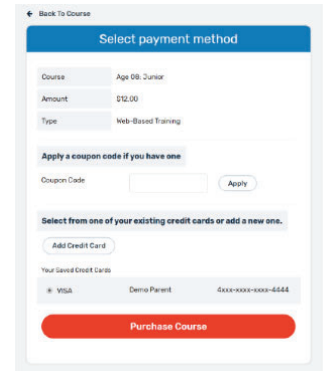 ← Back To Course
Select payment method
Course Age 08: Junior
Amount $12.00
Type Web-Based Training
Apply a coupon code if you have one
Coupon Code Apply
Select from one of your existing credit cards or add a new one.
Add Credit Card
Your Saved Credit Cards
VISA Demo Parent 4xxx-xxxx-xxxx-4444
Purchase Course